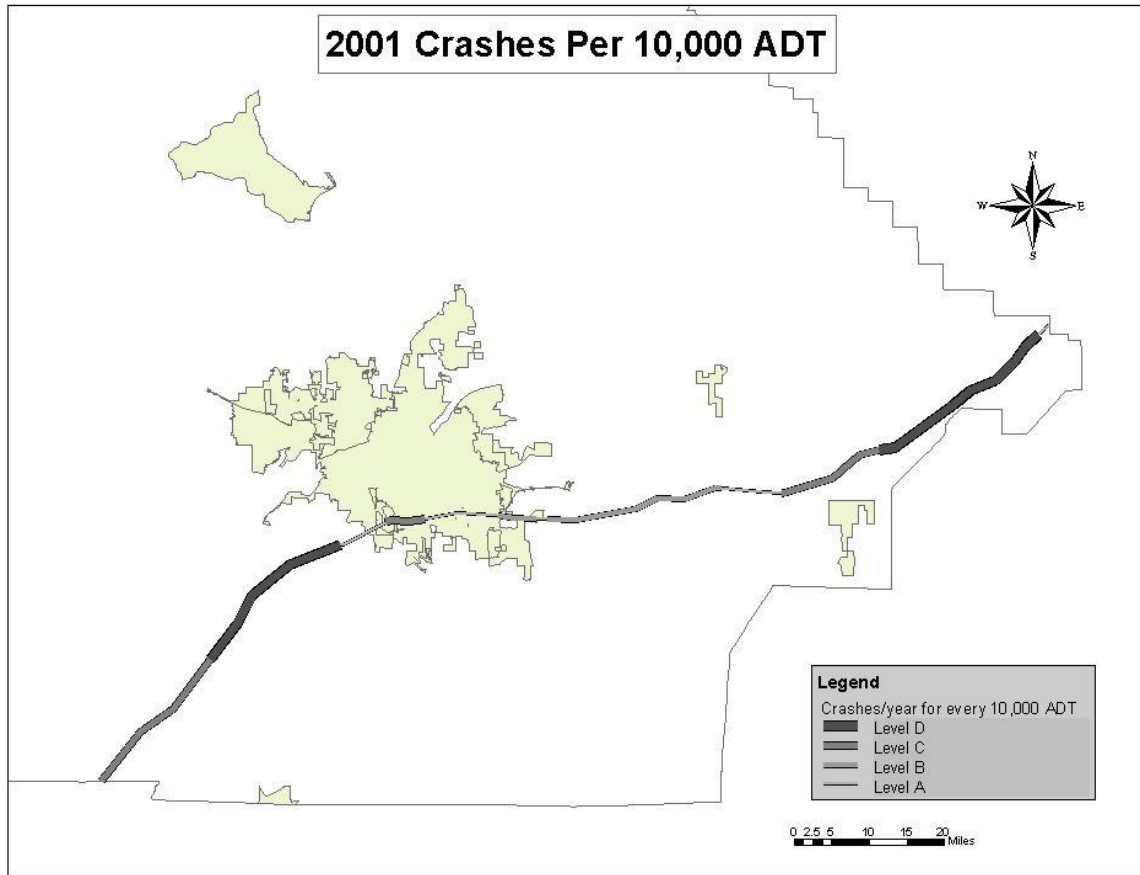 2001 Crashes Per 10,000 ADT
N
W E
S
Legend
Crashes/year for every 10,000 ADT
Level D
Level C
Level B
Level A
0 2.5 5 10 15 20
Miles